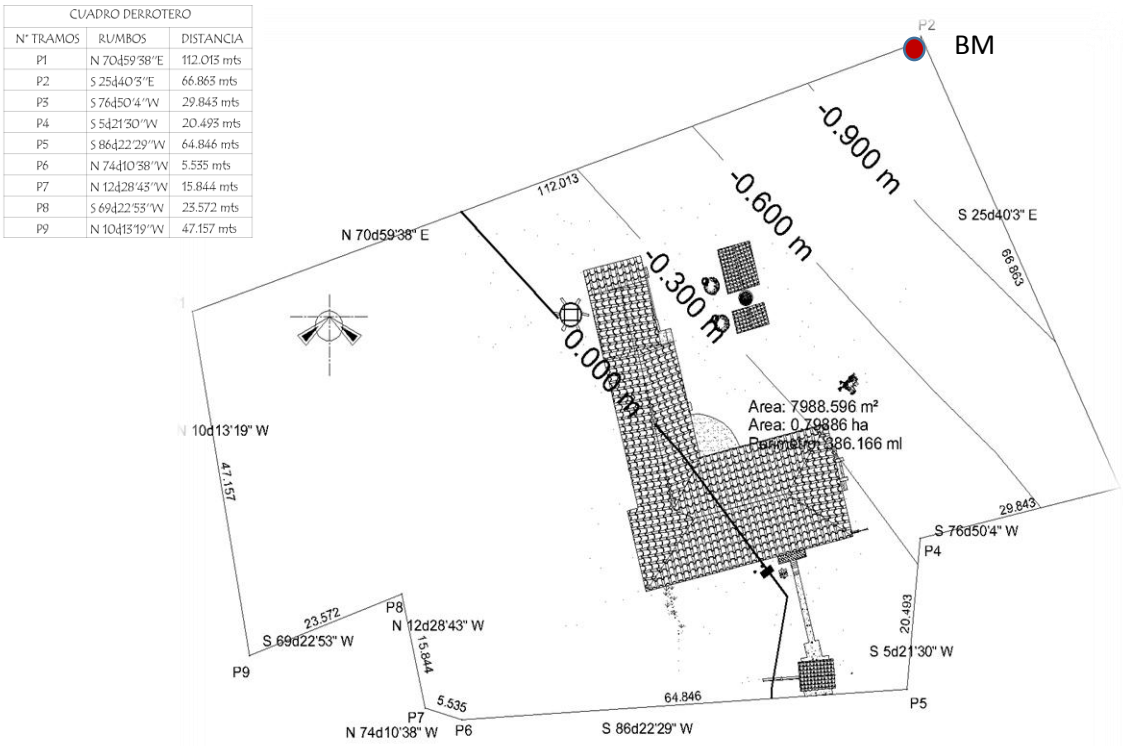 CUADRO DERROTERO
N° TRAMOS RUMBOS DISTANCIA
P1 N 70d59'38''E 112.013 mts
P2 S 25d40'3''E 66.863 mts
P3 S 76d50'4''W 29.843 mts
P4 S 5d21'30''W 20.493 mts
P5 S 86d22'29''W 64.846 mts
P6 N 74d10'38''W 5.535 mts
P7 N 12d28'43''W 15.844 mts
P8 S 69d22'53''W 23.572 mts
P9 N 10d13'19''W 47.157 mts
P2
BM
-0.900 m
112.013
-0.600 m
S 25d40'3" E
N 70d59'38" E
66.863
-0.300 m
1
0.000 m
Area: 7988.596 m²
Area: 0.79886 ha
Perimetro: 386.166 ml
N 10d13'19" W
47.157
29.843
S 76d50'4" W
P4
P8
23.572
N 12d28'43" W
20.493
S 69d22'53" W
15.844
S 5d21'30" W
P9
64.846
5.535
P5
P7
P6
N 74d10'38" W
S 86d22'29" W